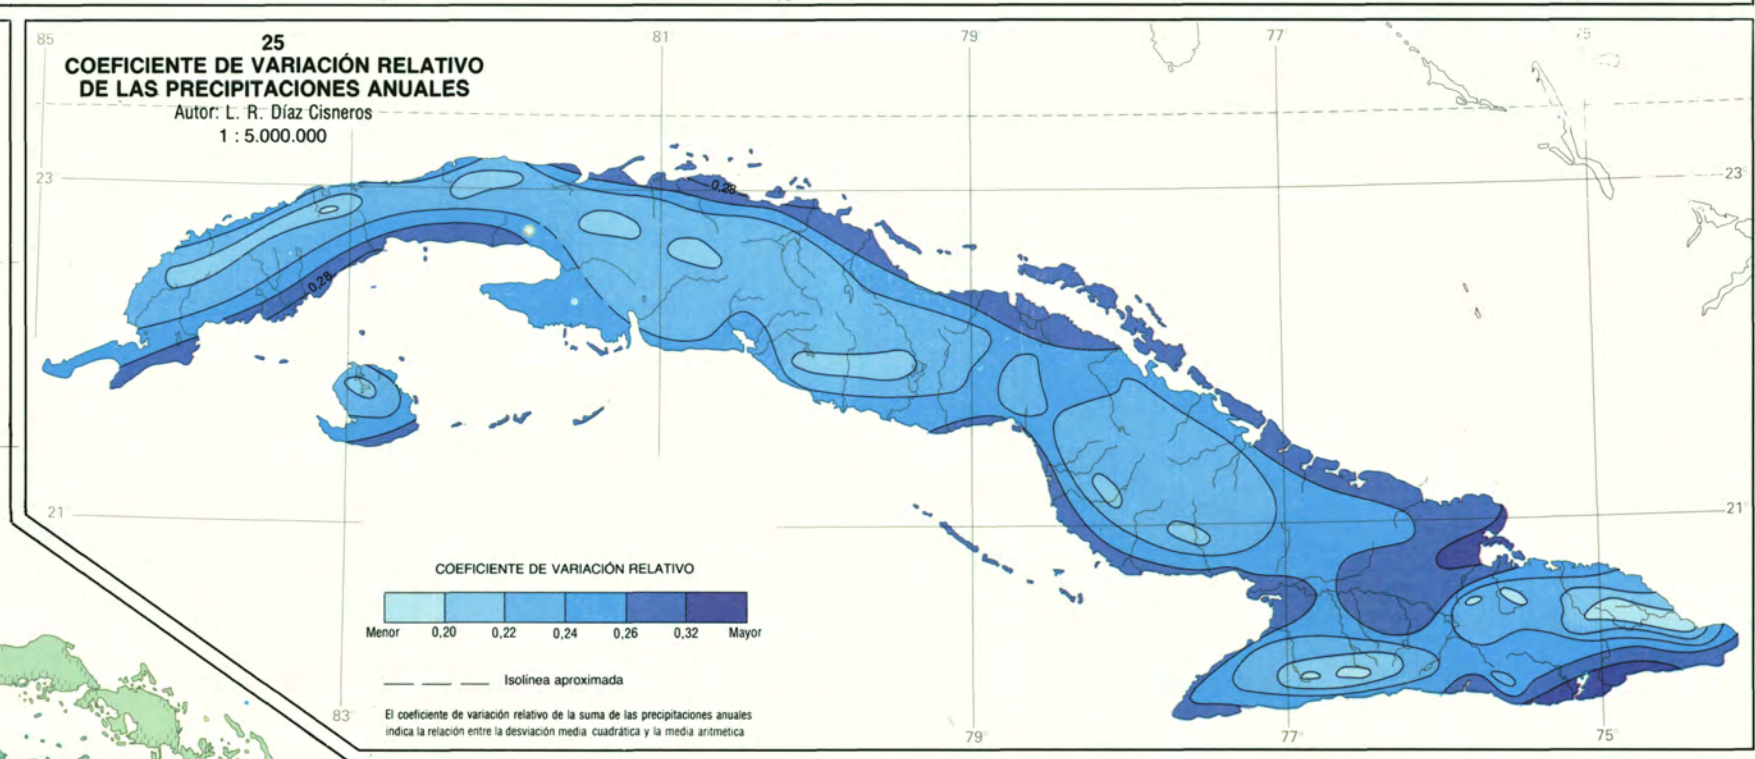 85
81
79
77
75
25
COEFICIENTE DE VARIACIÓN RELATIVO
DE LAS PRECIPITACIONES ANUALES
Autor: L. R. Díaz Cisneros
1 : 5.000.000
23
23°
0,28
0,28
21
21°
COEFICIENTE DE VARIACIÓN RELATIVO
Menor 0,20 0,22 0,24 0,26 0,32 Mayor
Isolínea aproximada
El coeficiente de variación relativo de la suma de las precipitaciones anuales
indica la relación entre la desviación media cuadrática y la media aritmética
83
79°
77
75